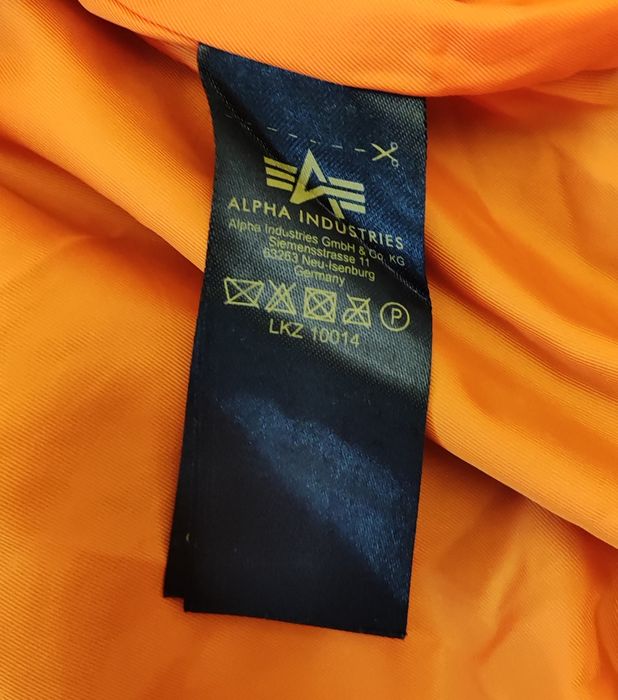 ALPHA INDUSTRIES
Alpha Industries GmbH & Co. KG
Siemensstrasse 11
63263 Neu-Isenburg
Germany
P
LKZ 10014